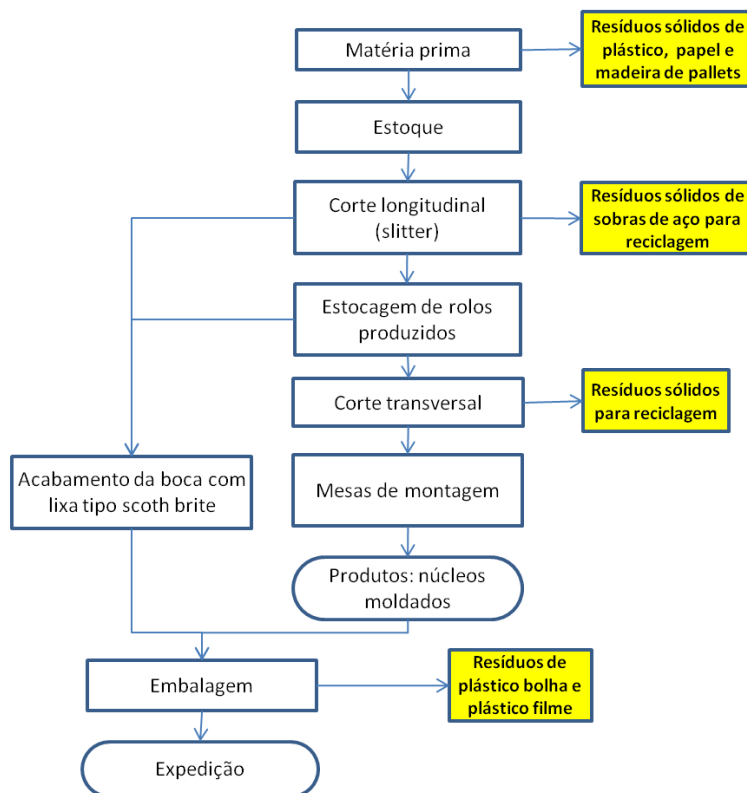 Matéria prima
Resíduos sólidos de
plástico, papel e
madeira de pallets
Estoque
Corte longitudinal
(slitter)
Resíduos sólidos de
sobras de aço para
reciclagem
Estocagem de rolos
produzidos
Corte transversal
Resíduos sólidos
para reciclagem
Acabamento da boca com
lixa tipo scoth brite
Mesas de montagem
Produtos: núcleos
moldados
Embalagem
Resíduos de
plástico bolha e
plástico filme
Expedição